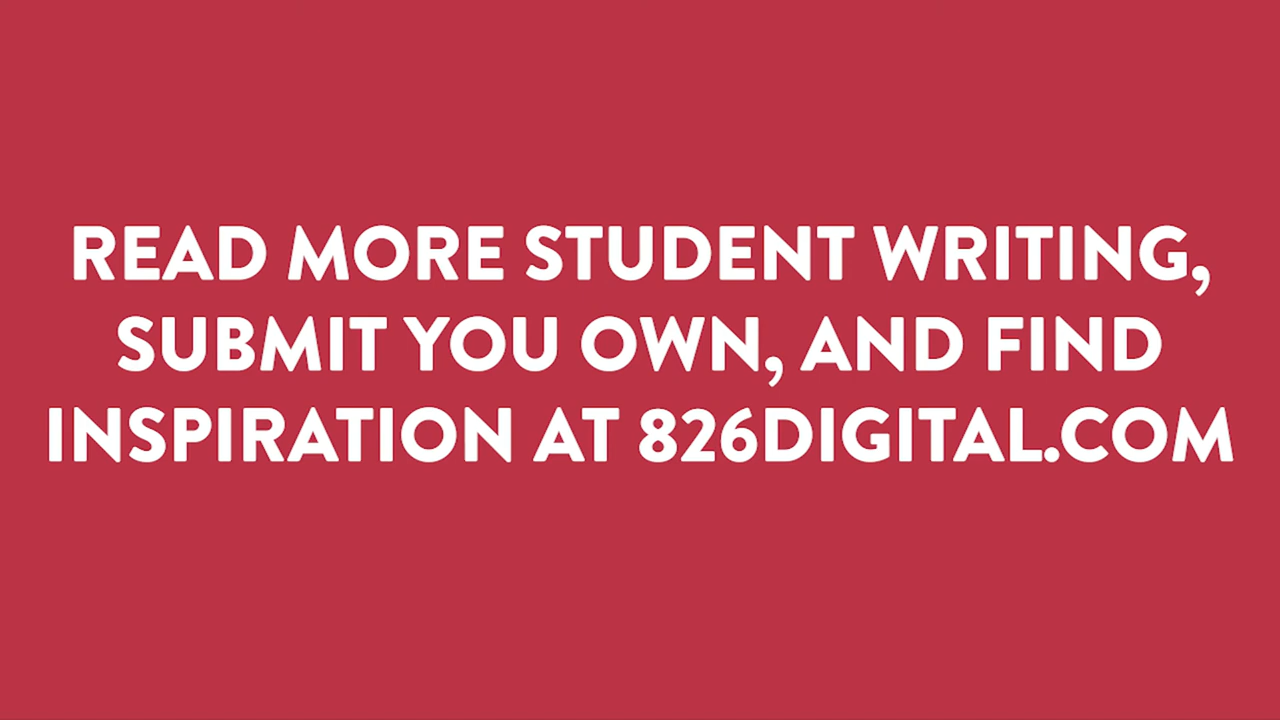 READ MORE STUDENT WRITING,
SUBMIT YOU OWN, AND FIND
INSPIRATION AT 826DIGITAL.COM